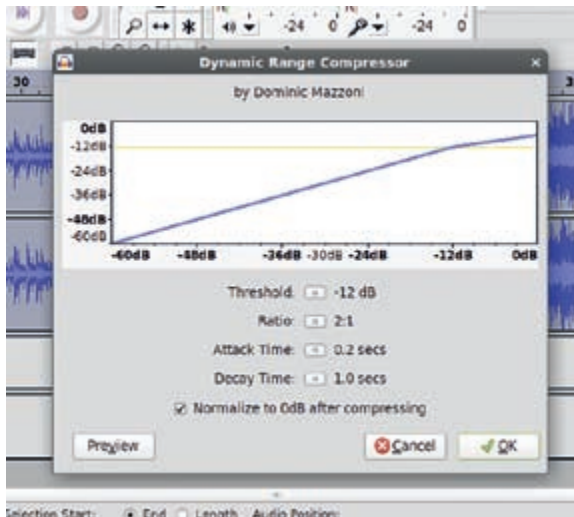 -24 0 -24 0
30
Dynamic Range Compressor
by Dominic Mazzoni
0dB
-12dB
-24dB
-36dB
-48dB
-60dB
-60dB -48dB -36dB -30dB -24dB -12dB 0dB
Threshold: -12 dB
Ratio: 2:1
Attack Time: 0.2 secs
Decay Time: 1.0 secs
Normalize to 0dB after compressing
Preview Cancel OK
Selection Start: End Length Audio Position: